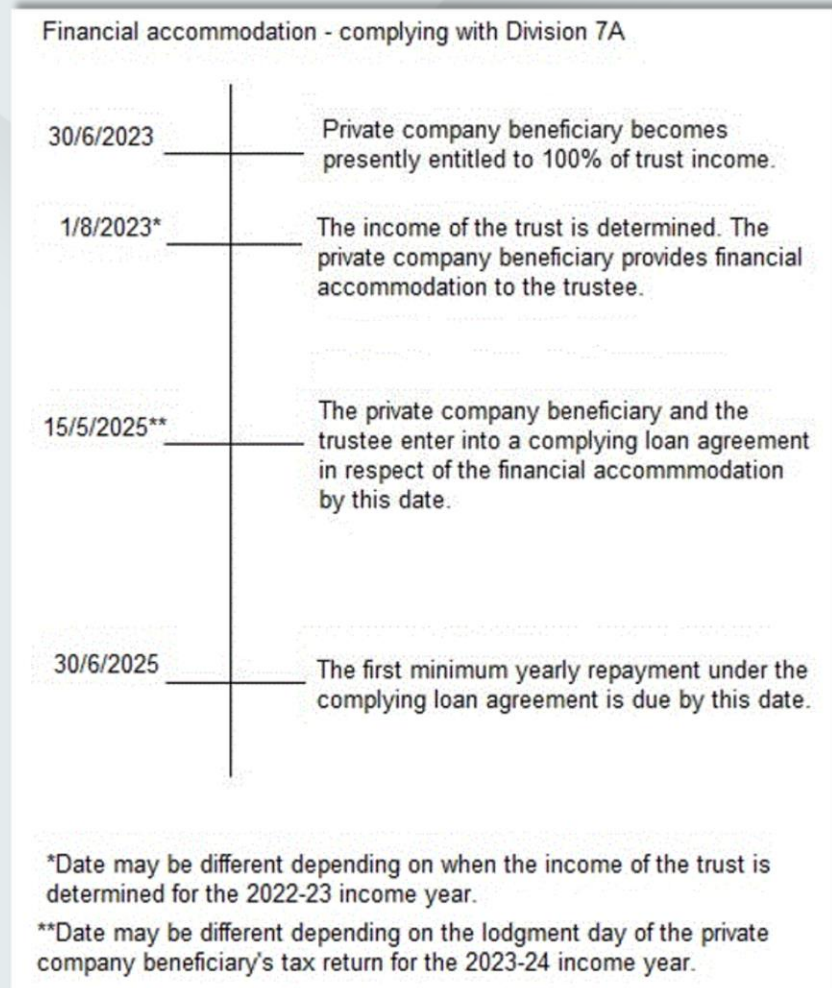 Financial accommodation - complying with Division 7A
30/6/2023
Private company beneficiary becomes
presently entitled to 100% of trust income.
1/8/2023*
The income of the trust is determined. The
private company beneficiary provides financial
accommodation to the trustee.
15/5/2025**
The private company beneficiary and the
trustee enter into a complying loan agreement
in respect of the financial accommmodation
by this date.
30/6/2025
The first minimum yearly repayment under the
complying loan agreement is due by this date.
*Date may be different depending on when the income of the trust is
determined for the 2022-23 income year.
**Date may be different depending on the lodgment day of the private
company beneficiary's tax return for the 2023-24 income year.